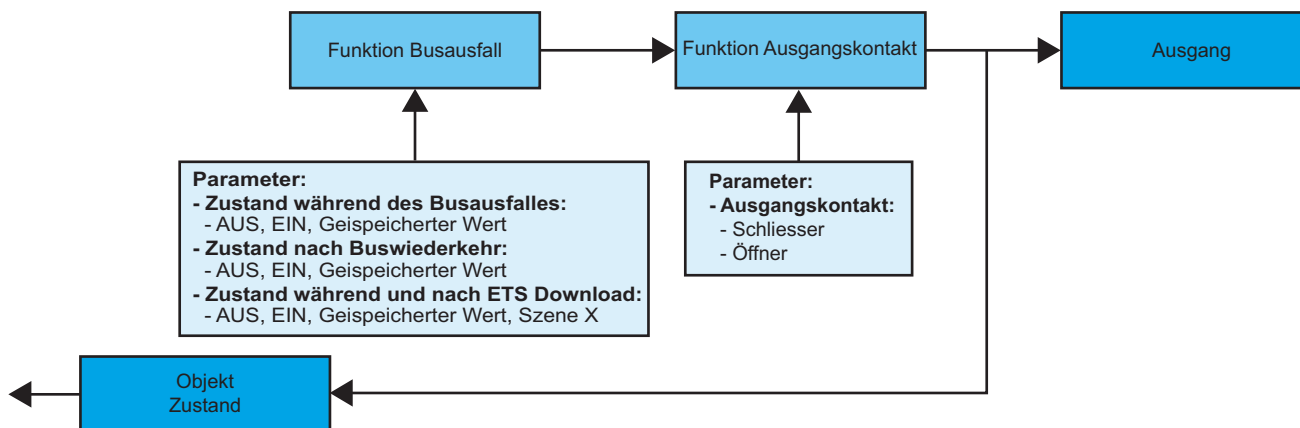 Funktion Busausfall
Funktion Ausgangskontakt
Ausgang
Parameter:
- Zustand während des Busausfalles:
- AUS, EIN, Geispeicherter Wert
- Zustand nach Buswiederkehr:
- AUS, EIN, Geispeicherter Wert
- Zustand während und nach ETS Download:
- AUS, EIN, Geispeicherter Wert, Szene X
Parameter:
- Ausgangskontakt:
- Schliesser
- Öffner
Objekt
Zustand